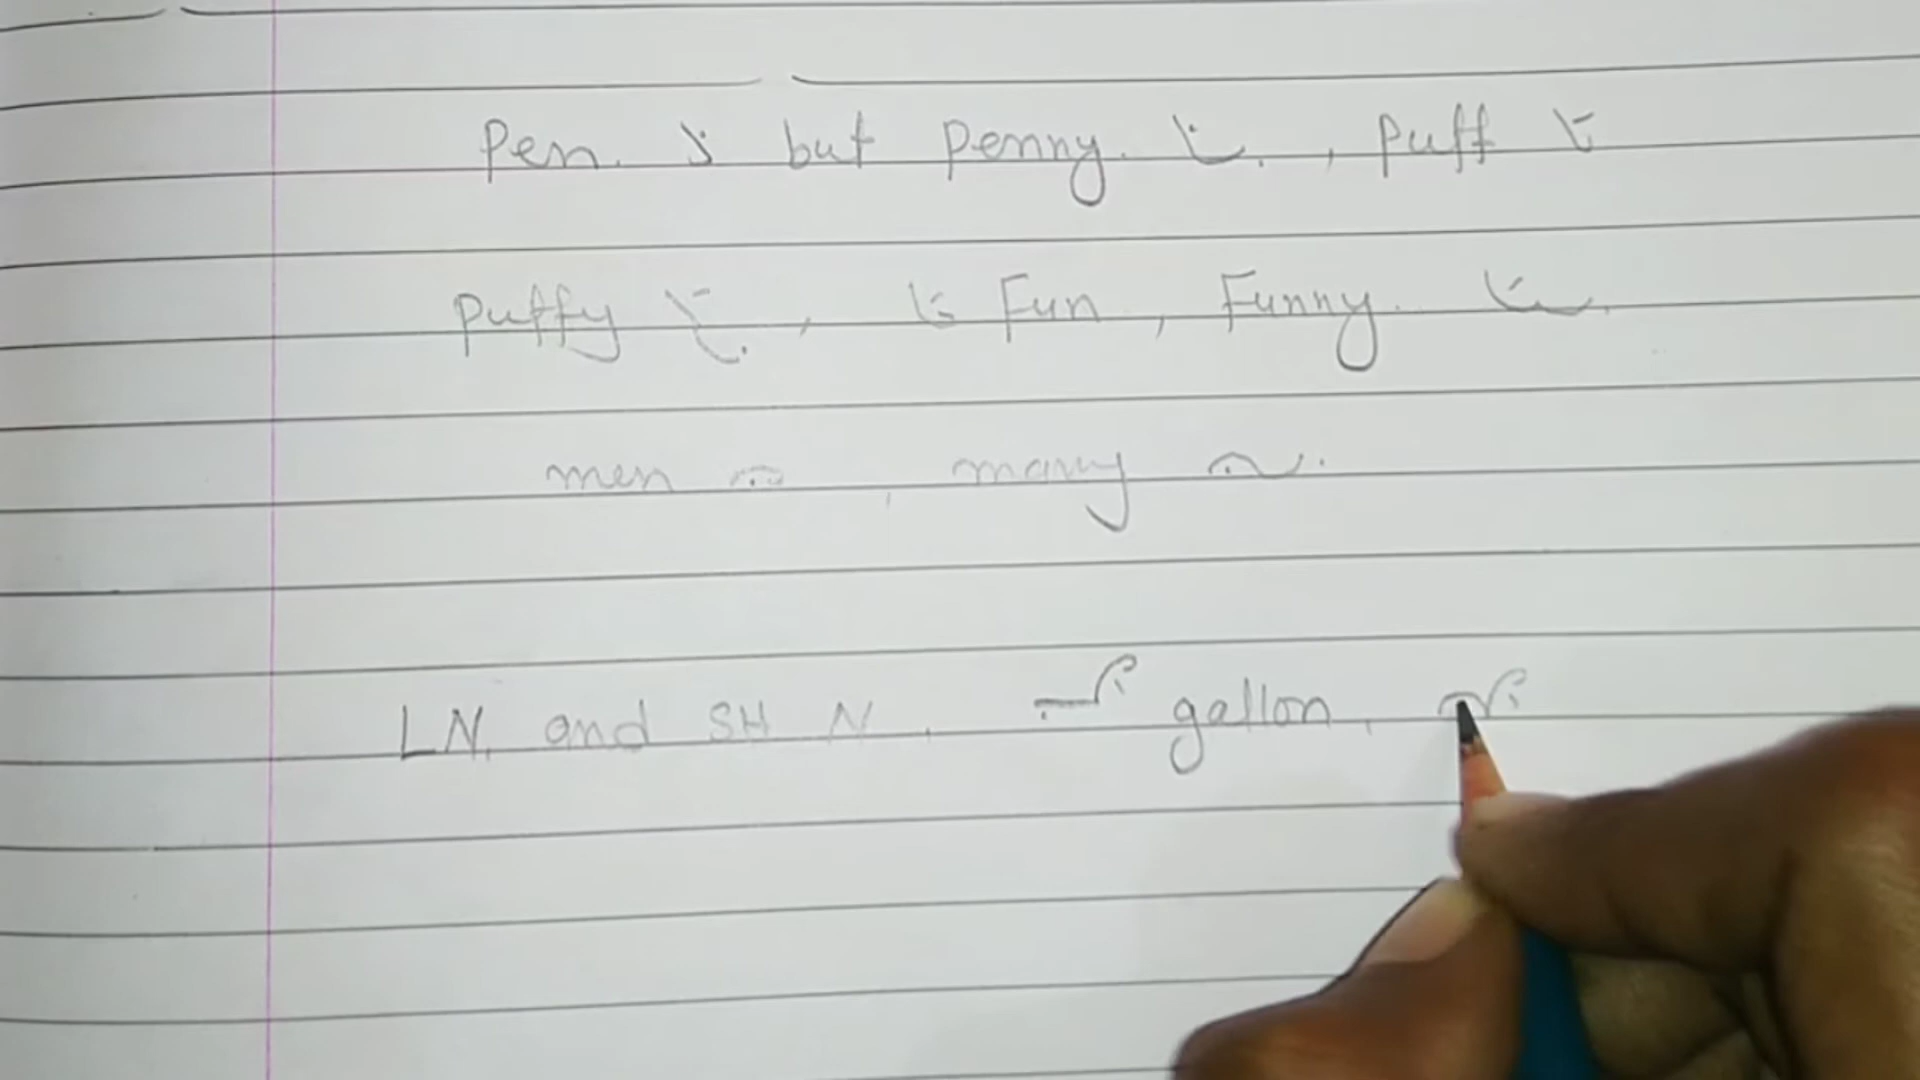 Pen. but Penny. , Puff
Puffy , Fun , Funny.
men , many
LN, and SH N, gallon,